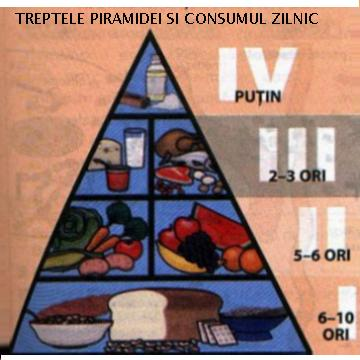 TREPTELE PIRAMIDEI SI CONSUMUL ZILNIC
IV
PUȚIN
III
2-3 ORI
II
5-6 ORI
I
6-10
ORI